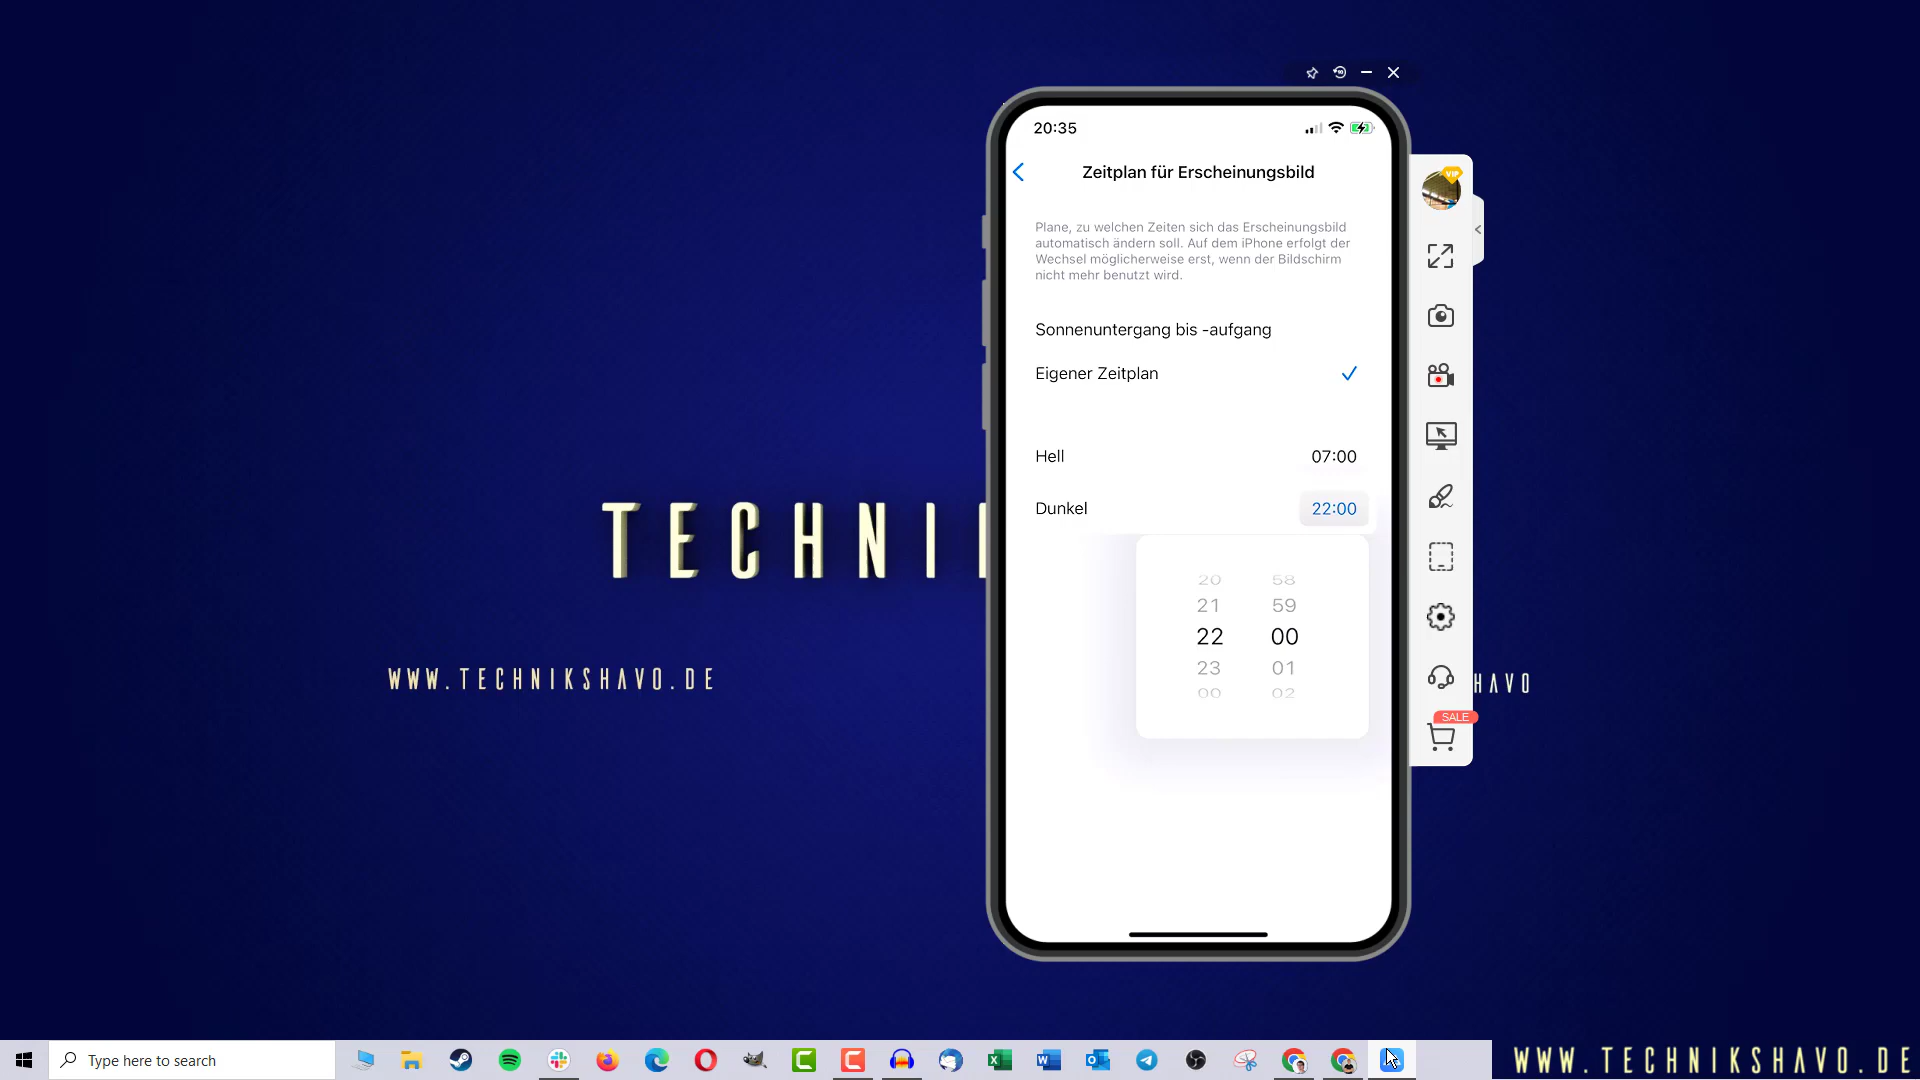 20:35
Zeitplan für Erscheinungsbild
Plane, zu welchen Zeiten sich das Erscheinungsbild
automatisch ändern soll. Auf dem iPhone erfolgt der
Wechsel möglicherweise erst, wenn der Bildschirm
nicht mehr benutzt wird.
Sonnenuntergang bis -aufgang
Eigener Zeitplan
Hell 07:00
Dunkel 22:00
20 58
21 59
22 00
23 01
00 02
VIP
SALE
TECHNI
WWW.TECHNIKSHAVO.DE
HAVO
Type here to search
WWW.TECHNIKSHAVO.DE